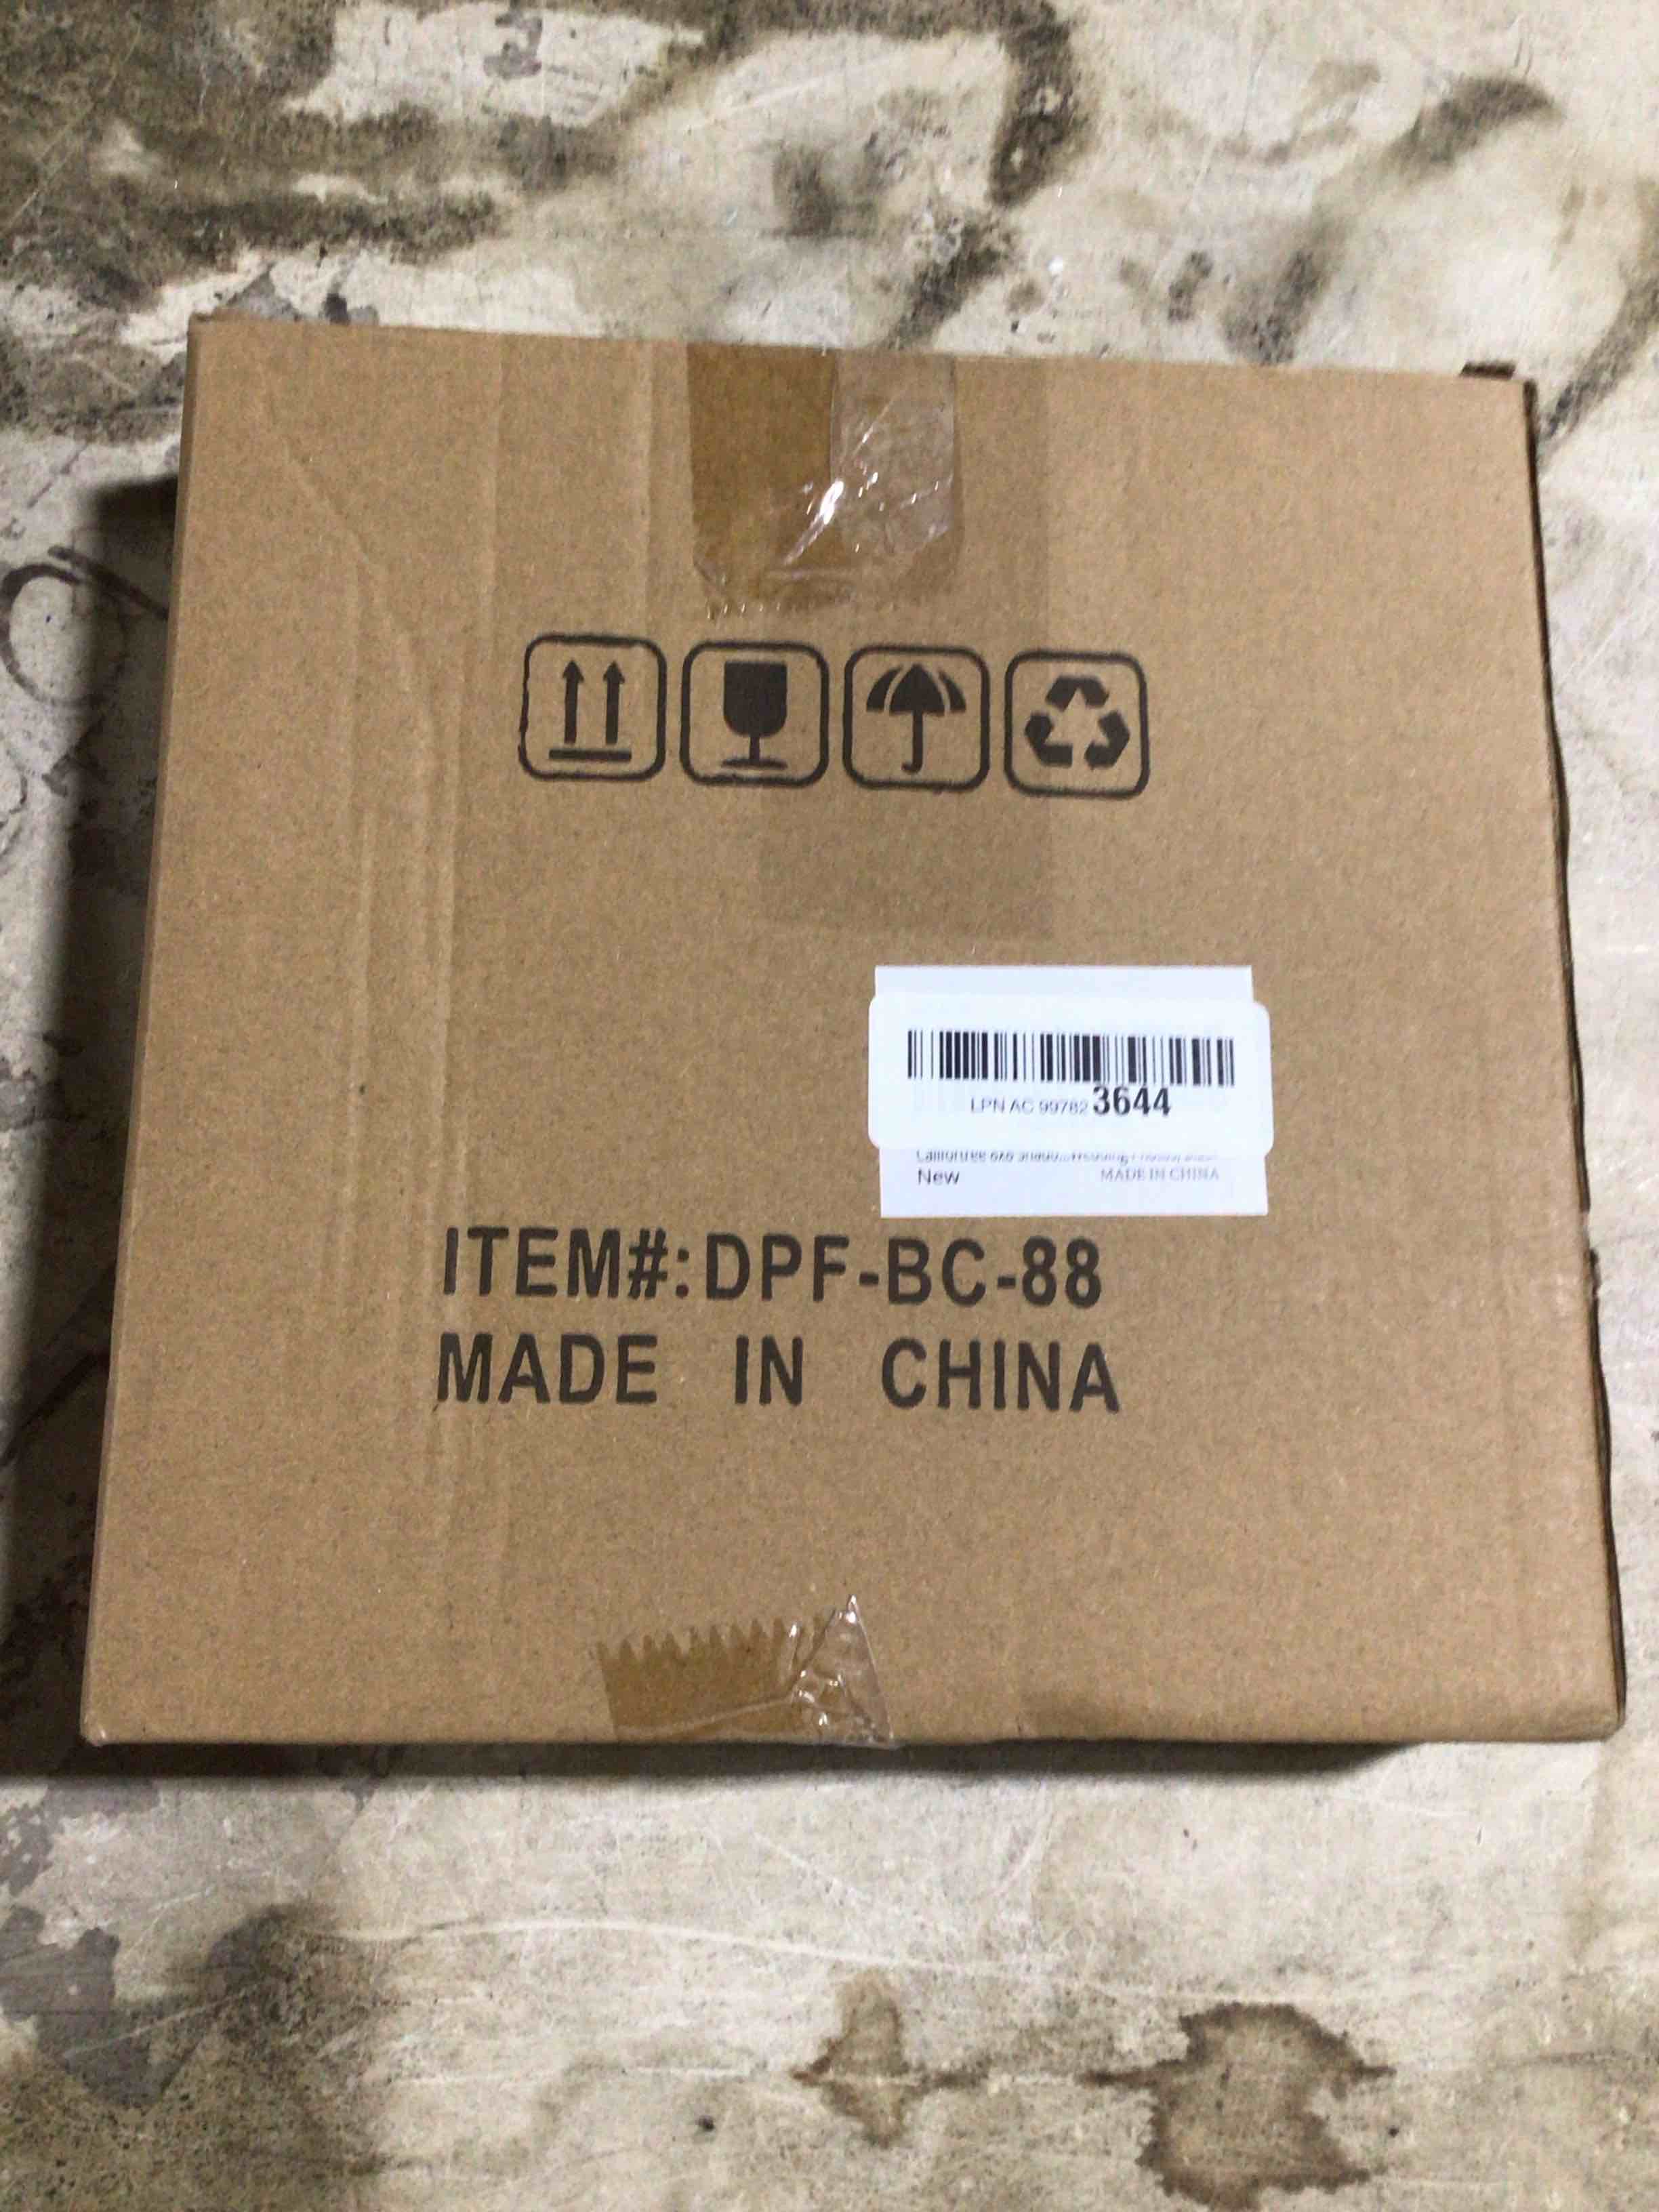 LPN AC 99782 3644
New MADE IN CHINA
ITEM#:DPF-BC-88
MADE IN CHINA